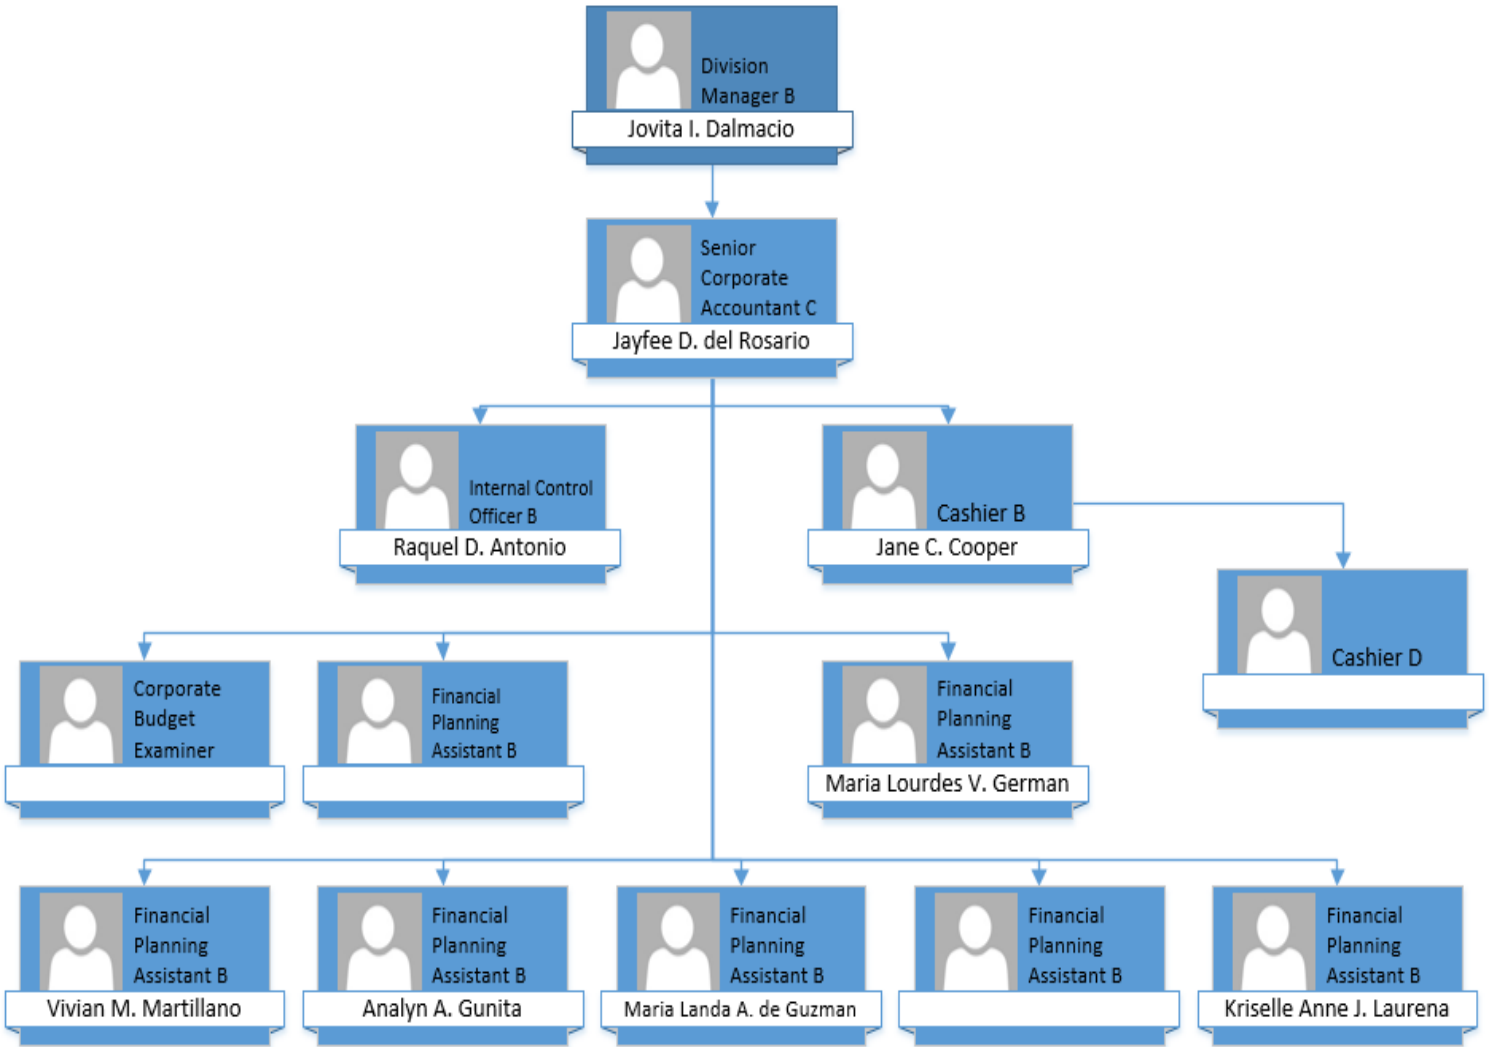 Division
Manager B
Jovita I. Dalmacio
Senior
Corporate
Accountant C
Jayfee D. del Rosario
Internal Control
Officer B
Raquel D. Antonio
Cashier B
Jane C. Cooper
Cashier D
Corporate
Budget
Examiner
Financial
Planning
Assistant B
Financial
Planning
Assistant B
Maria Lourdes V. German
Financial
Planning
Assistant B
Vivian M. Martillano
Financial
Planning
Assistant B
Analyn A. Gunita
Financial
Planning
Assistant B
Maria Landa A. de Guzman
Financial
Planning
Assistant B
Financial
Planning
Assistant B
Kriselle Anne J. Laurena